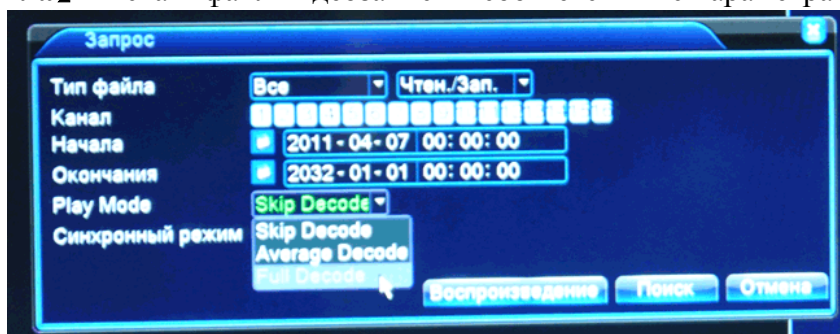 Запрос
Тип файла Все Чтен./Зап.
Канал
Начала 2011-04-07 00:00:00
Окончания 2032-01-01 00:00:00
Play Mode Skip Decode
Синхронный режим Skip Decode
Average Decode
Full Decode
Воспроизведение Поиск Отмена